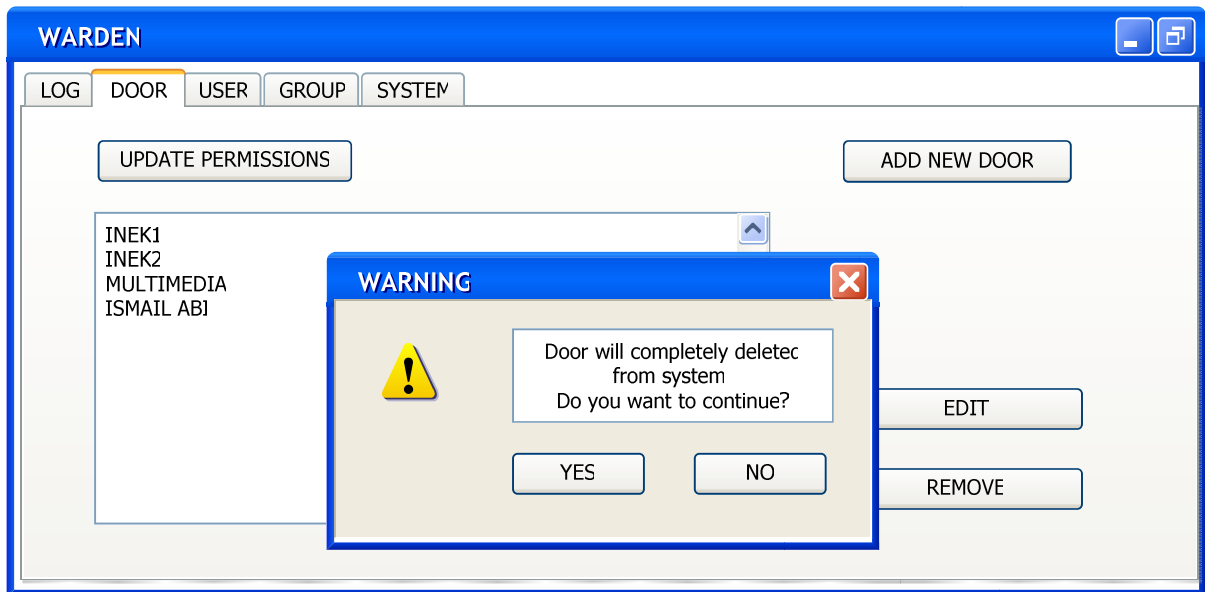 WARDEN
LOG DOOR USER GROUP SYSTEM
UPDATE PERMISSIONS
ADD NEW DOOR
INEK1
INEK2
MULTIMEDIA
ISMAIL ABI
WARNING
Door will completely deleted
from system
Do you want to continue?
YES NO
EDIT
REMOVE